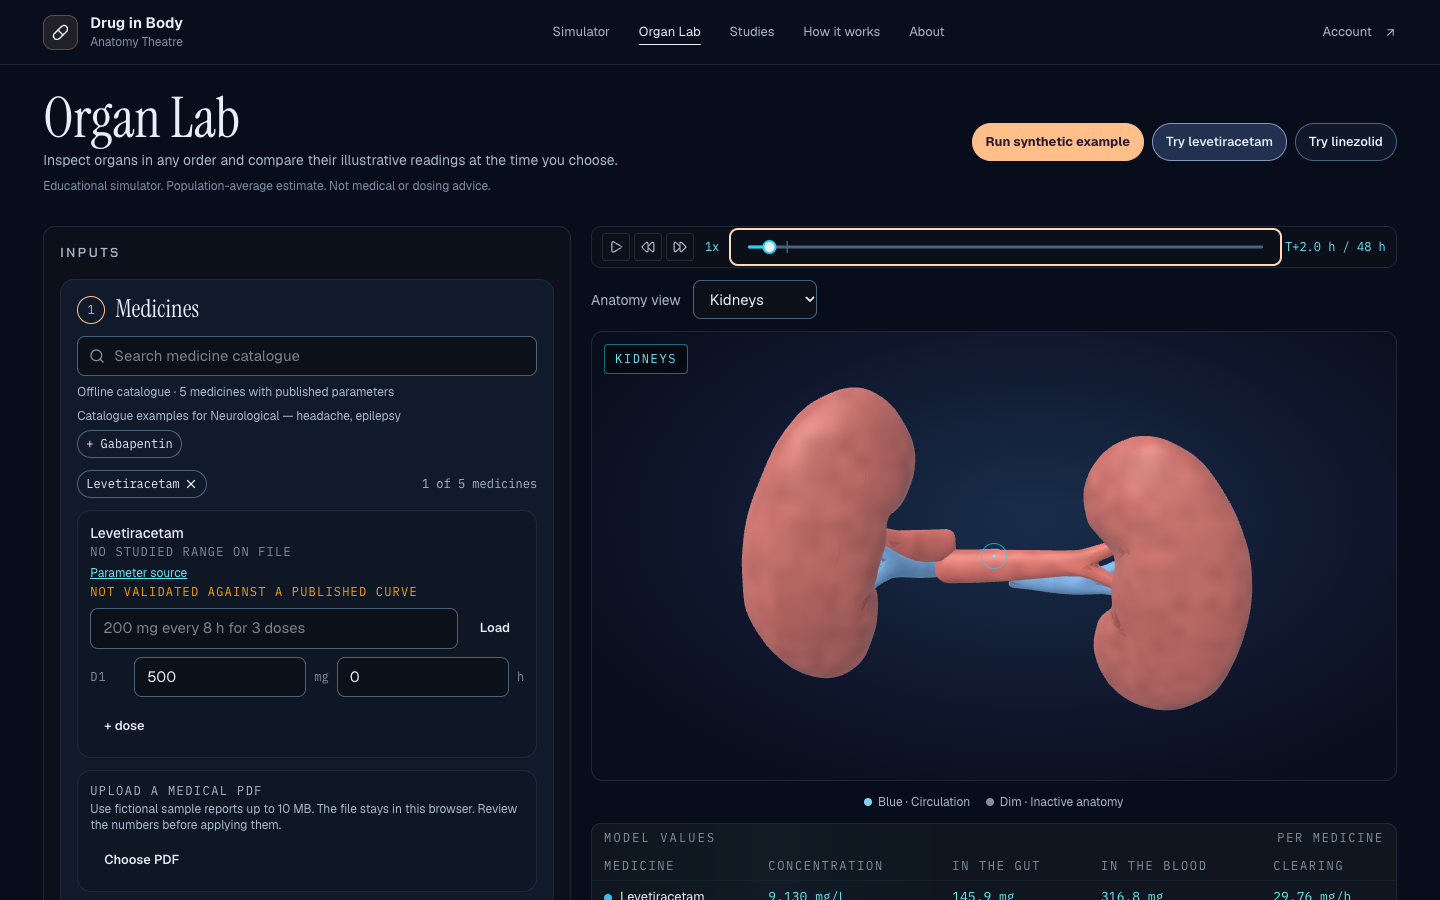 Drug in Body
Anatomy Theatre
Simulator
Organ Lab
Studies
How it works
About
Account
Organ Lab
Inspect organs in any order and compare their illustrative readings at the time you choose.
Educational simulator. Population-average estimate. Not medical or dosing advice.
Run synthetic example
Try levetiracetam
Try linezolid
INPUTS
1 Medicines
Search medicine catalogue
Offline catalogue · 5 medicines with published parameters
Catalogue examples for Neurological — headache, epilepsy
+ Gabapentin
Levetiracetam ✕
1 of 5 medicines
Levetiracetam
NO STUDIED RANGE ON FILE
Parameter source
NOT VALIDATED AGAINST A PUBLISHED CURVE
200 mg every 8 h for 3 doses
Load
D1 500 mg 0 h
+ dose
UPLOAD A MEDICAL PDF
Use fictional sample reports up to 10 MB. The file stays in this browser. Review
the numbers before applying them.
Choose PDF
1x
T+2.0 h / 48 h
Anatomy view Kidneys
KIDNEYS
Blue · Circulation
Dim · Inactive anatomy
MODEL VALUES
PER MEDICINE
MEDICINE CONCENTRATION IN THE GUT IN THE BLOOD CLEARING
Levetiracetam 9.130 mg/L 145.9 mg 316.8 mg 29.76 mg/h